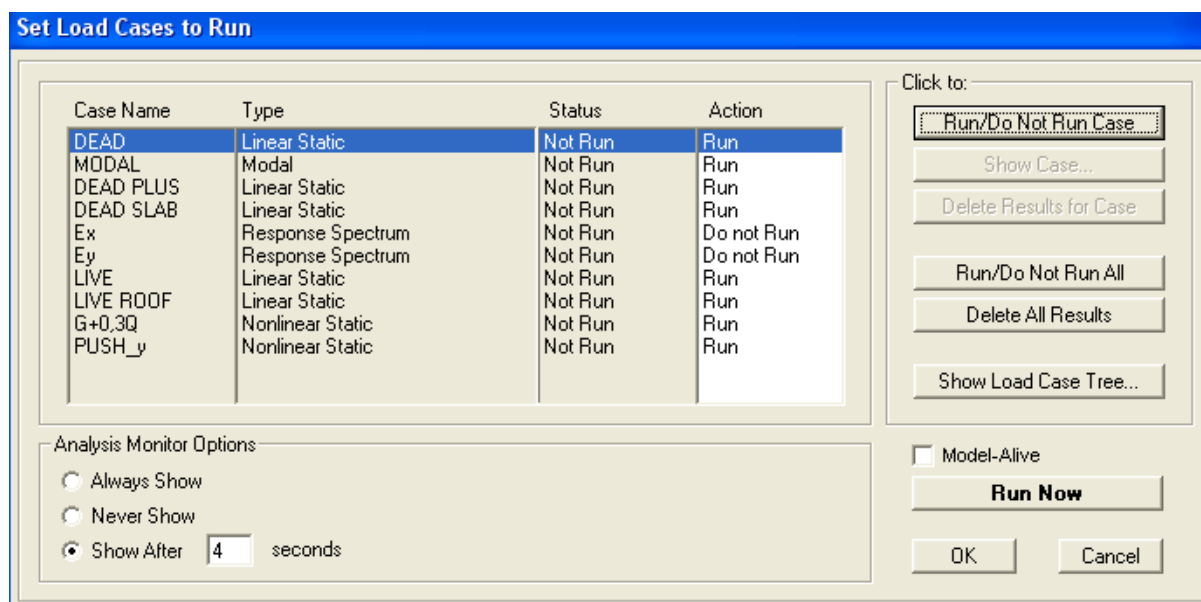 Set Load Cases to Run
Click to:
Case Name Type Status Action
DEAD Linear Static Not Run Run
MODAL Modal Not Run Run
DEAD PLUS Linear Static Not Run Run
DEAD SLAB Linear Static Not Run Run
Ex Response Spectrum Not Run Do not Run
Ey Response Spectrum Not Run Do not Run
LIVE Linear Static Not Run Run
LIVE ROOF Linear Static Not Run Run
G+0,3Q Nonlinear Static Not Run Run
PUSH_y Nonlinear Static Not Run Run
Run/Do Not Run Case
Show Case...
Delete Results for Case
Run/Do Not Run All
Delete All Results
Show Load Case Tree...
Analysis Monitor Options
Always Show
Never Show
Show After 4 seconds
Model-Alive
Run Now
OK Cancel